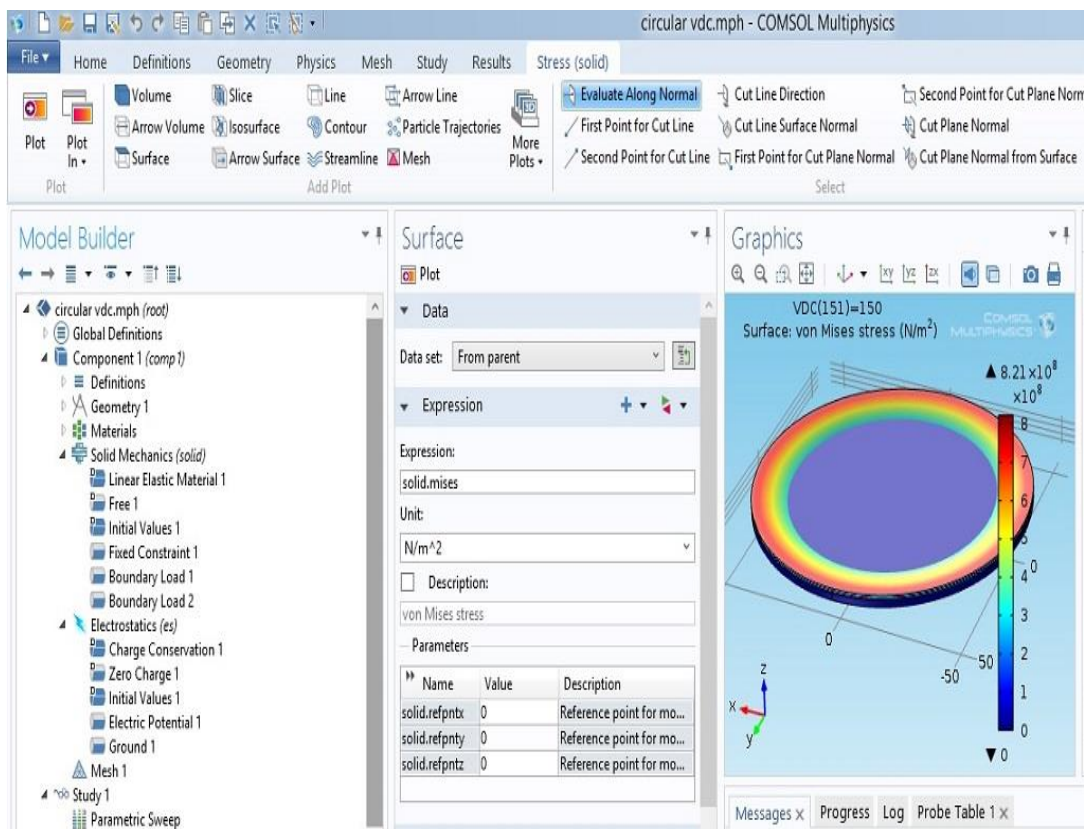 circular vdc.mph - COMSOL Multiphysics
File Home Definitions Geometry Physics Mesh Study Results Stress (solid)
Volume Slice Line Arrow Line Evaluate Along Normal Cut Line Direction Second Point for Cut Plane Norm
Arrow Volume Isosurface Contour Particle Trajectories First Point for Cut Line Cut Line Surface Normal Cut Plane Normal
Plot Plot In Surface Arrow Surface Streamline Mesh More Plots Second Point for Cut Line First Point for Cut Plane Normal Cut Plane Normal from Surface
Plot Add Plot Select
Model Builder
circular vdc.mph (root)
Global Definitions
Component 1 (comp1)
Definitions
Geometry 1
Materials
Solid Mechanics (solid)
Linear Elastic Material 1
Free 1
Initial Values 1
Fixed Constraint 1
Boundary Load 1
Boundary Load 2
Electrostatics (es)
Charge Conservation 1
Zero Charge 1
Initial Values 1
Electric Potential 1
Ground 1
Mesh 1
Study 1
Parametric Sweep
Surface
Plot
Data
Data set: From parent
Expression
Expression:
solid.mises
Unit:
N/m^2
Description:
von Mises stress
Parameters
Name Value Description
solid.refpntx 0 Reference point for mo...
solid.refpnty 0 Reference point for mo...
solid.refpntz 0 Reference point for mo...
Graphics
xy yz zx
VDC(151)=150
Surface: von Mises stress (N/m²)
COMSOL
MULTIPHYSICS
▲ 8.21×10⁸
×10⁸
8
7
6
5
4
3
2
1
0
▼ 0
0
0
50
-50
z
x
y
Messages Progress Log Probe Table 1